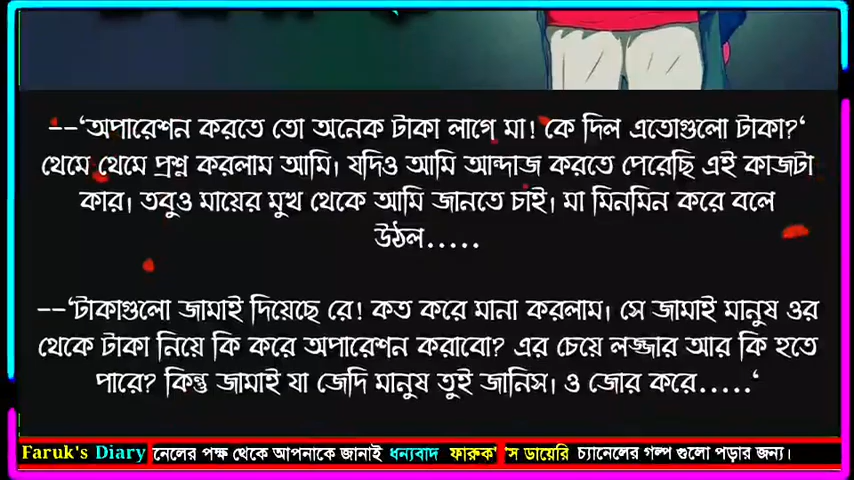 --‘অপারেশন করতে তো অনেক টাকা লাগে মা! কে দিল এতোগুলো টাকা?‘
থেমে থেমে প্রশ্ন করলাম আমি। যদিও আমি আন্দাজ করতে পেরেছি এই কাজটা
কার। তবুও মায়ের মুখ থেকে আমি জানতে চাই। মা মিনমিন করে বলে
উঠল.....
--‘টাকাগুলো জামাই দিয়েছে রে! কত করে মানা করলাম। সে জামাই মানুষ ওর
থেকে টাকা নিয়ে কি করে অপারেশন করাবো? এর চেয়ে লজ্জার আর কি হতে
পারে? কিন্তু জামাই যা জেদি মানুষ তুই জানিস। ও জোর করে.....‘
Faruk's Diary নেলের পক্ষ থেকে আপনাকে জানাই ধন্যবাদ ফারুক'স ডায়েরি চ্যানেলের গল্প গুলো পড়ার জন্য।